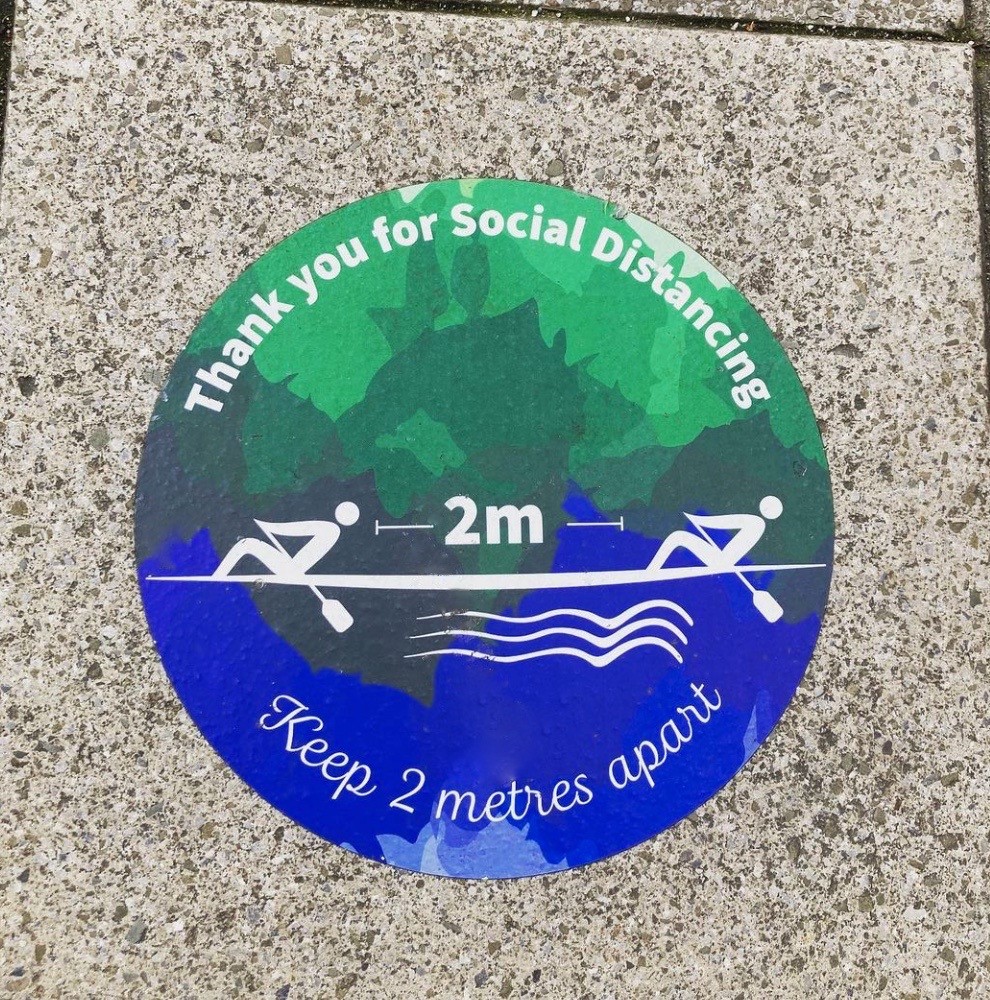 Thank you for Social Distancing
2m
Keep 2 metres apart